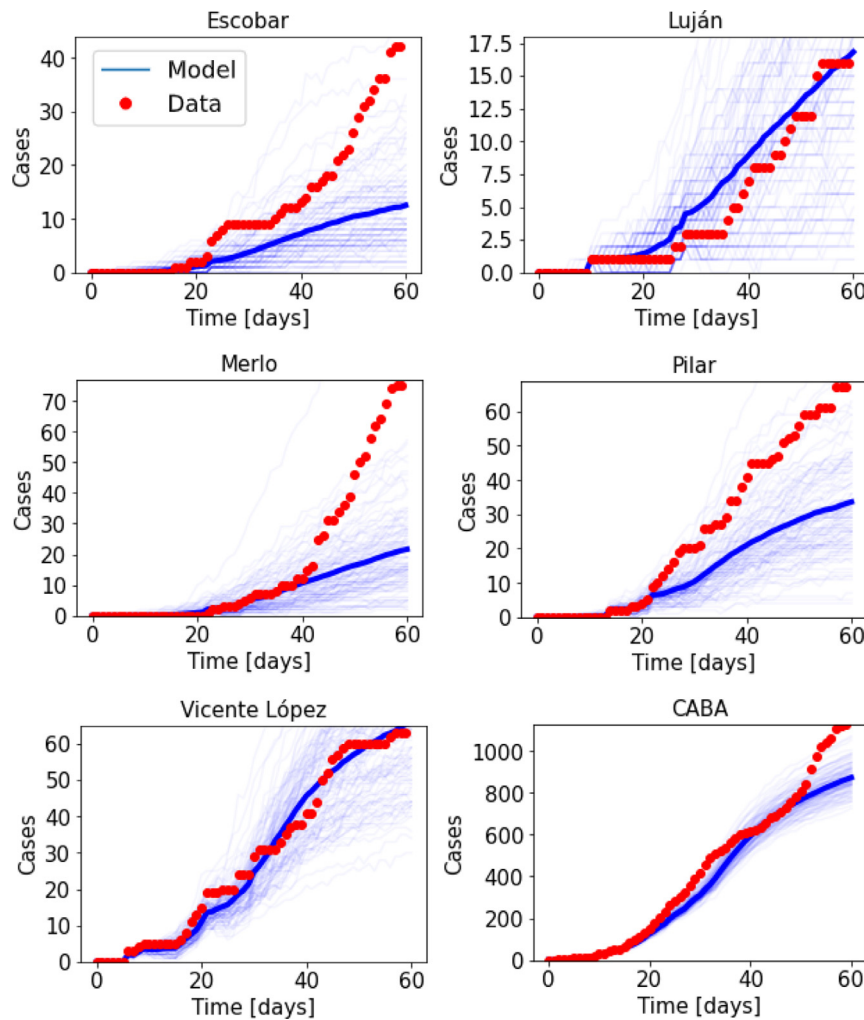 Escobar
Model
Data
Cases
40
30
20
10
0
0 20 40 60
Time [days]
Luján
Cases
17.5
15.0
12.5
10.0
7.5
5.0
2.5
0.0
0 20 40 60
Time [days]
Merlo
Cases
70
60
50
40
30
20
10
0
0 20 40 60
Time [days]
Pilar
Cases
60
50
40
30
20
10
0
0 20 40 60
Time [days]
Vicente López
Cases
60
50
40
30
20
10
0
0 20 40 60
Time [days]
CABA
Cases
1000
800
600
400
200
0
0 20 40 60
Time [days]